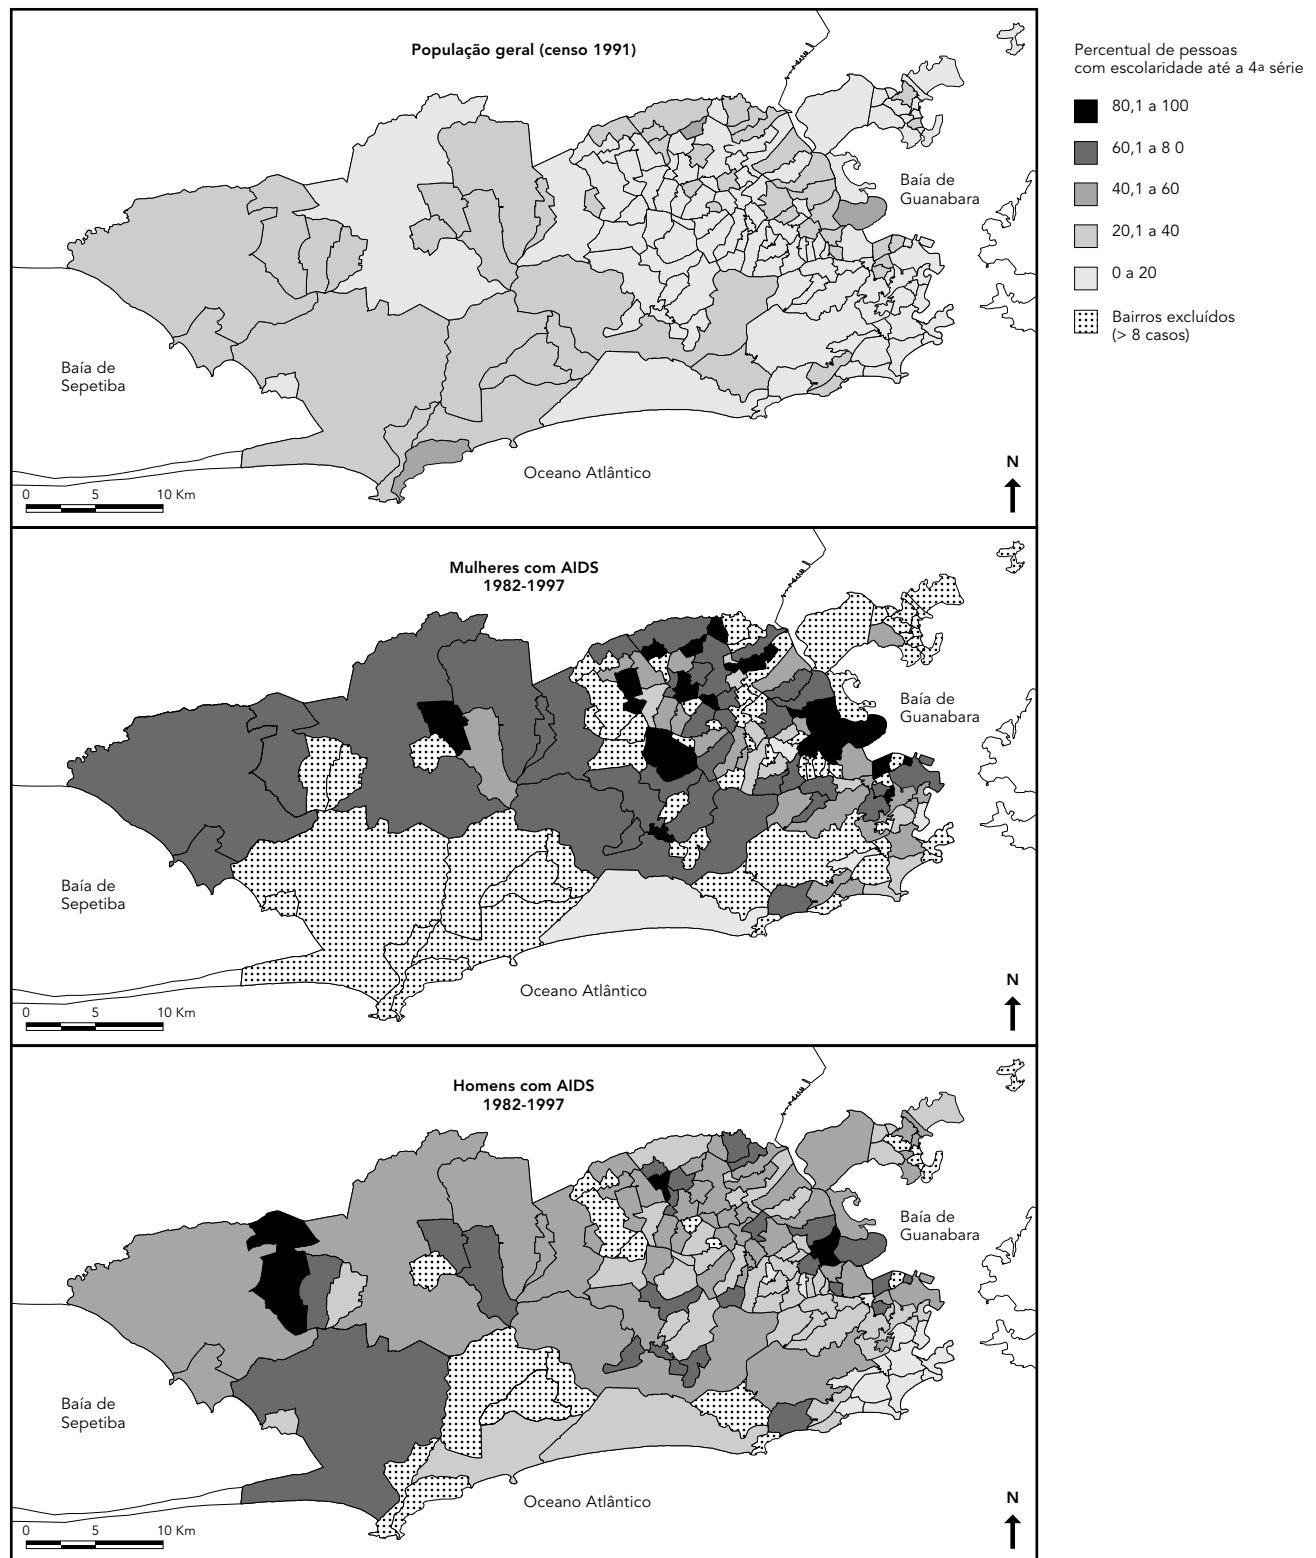 População geral (censo 1991)
Baía de
Guanabara
Baía de
Sepetiba
Oceano Atlântico
N
0 5 10 Km
Percentual de pessoas
com escolaridade até a 4ª série
80,1 a 100
60,1 a 8 0
40,1 a 60
20,1 a 40
0 a 20
Bairros excluídos
(> 8 casos)
Mulheres com AIDS
1982-1997
Baía de
Guanabara
Baía de
Sepetiba
Oceano Atlântico
N
0 5 10 Km
Homens com AIDS
1982-1997
Baía de
Guanabara
Baía de
Sepetiba
Oceano Atlântico
N
0 5 10 Km